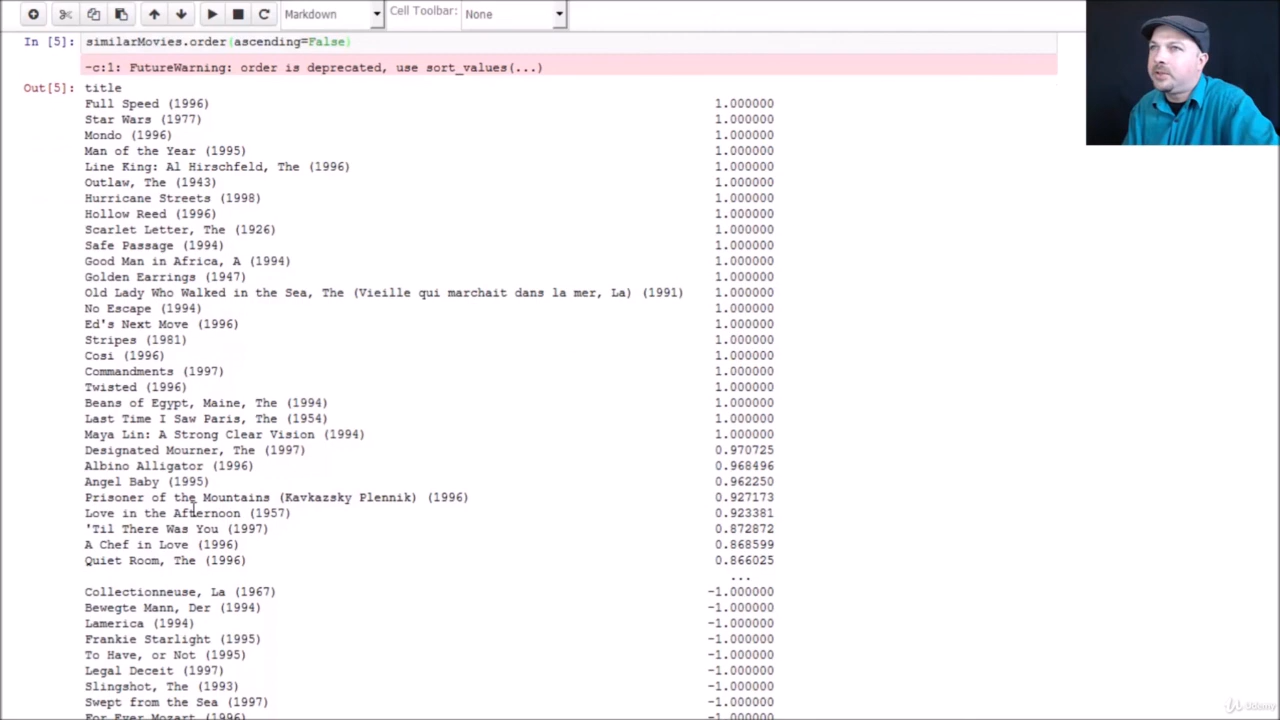 Markdown
Cell Toolbar:
None
In [5]:
similarMovies.order(ascending=False)
-c:1: FutureWarning: order is deprecated, use sort_values(...)
Out[5]:
title
Full Speed (1996) 1.000000
Star Wars (1977) 1.000000
Mondo (1996) 1.000000
Man of the Year (1995) 1.000000
Line King: Al Hirschfeld, The (1996) 1.000000
Outlaw, The (1943) 1.000000
Hurricane Streets (1998) 1.000000
Hollow Reed (1996) 1.000000
Scarlet Letter, The (1926) 1.000000
Safe Passage (1994) 1.000000
Good Man in Africa, A (1994) 1.000000
Golden Earrings (1947) 1.000000
Old Lady Who Walked in the Sea, The (Vieille qui marchait dans la mer, La) (1991) 1.000000
No Escape (1994) 1.000000
Ed's Next Move (1996) 1.000000
Stripes (1981) 1.000000
Cosi (1996) 1.000000
Commandments (1997) 1.000000
Twisted (1996) 1.000000
Beans of Egypt, Maine, The (1994) 1.000000
Last Time I Saw Paris, The (1954) 1.000000
Maya Lin: A Strong Clear Vision (1994) 1.000000
Designated Mourner, The (1997) 0.970725
Albino Alligator (1996) 0.968496
Angel Baby (1995) 0.962250
Prisoner of the Mountains (Kavkazsky Plennik) (1996) 0.927173
Love in the Afternoon (1957) 0.923381
'Til There Was You (1997) 0.872872
A Chef in Love (1996) 0.868599
Quiet Room, The (1996) 0.866025
...
Collectionneuse, La (1967) -1.000000
Bewegte Mann, Der (1994) -1.000000
Lamerica (1994) -1.000000
Frankie Starlight (1995) -1.000000
To Have, or Not (1995) -1.000000
Legal Deceit (1997) -1.000000
Slingshot, The (1993) -1.000000
Swept from the Sea (1997) -1.000000
For Ever Mozart (1996) -1.000000
Udemy